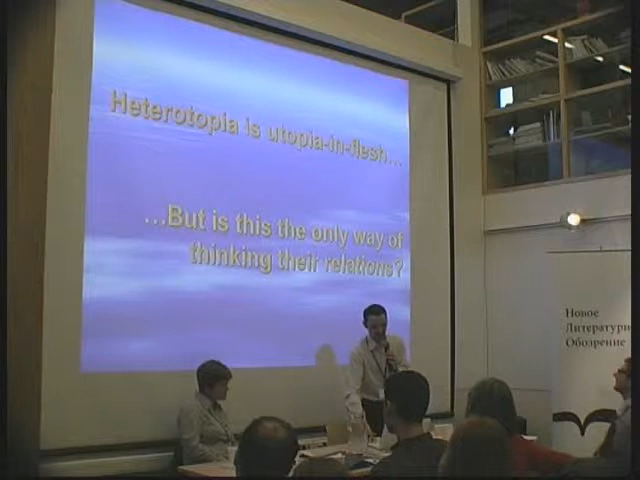 Heterotopia is utopia-in-flesh...
...But is this the only way of
thinking their relations?
Новое
Литературн
Обозрение